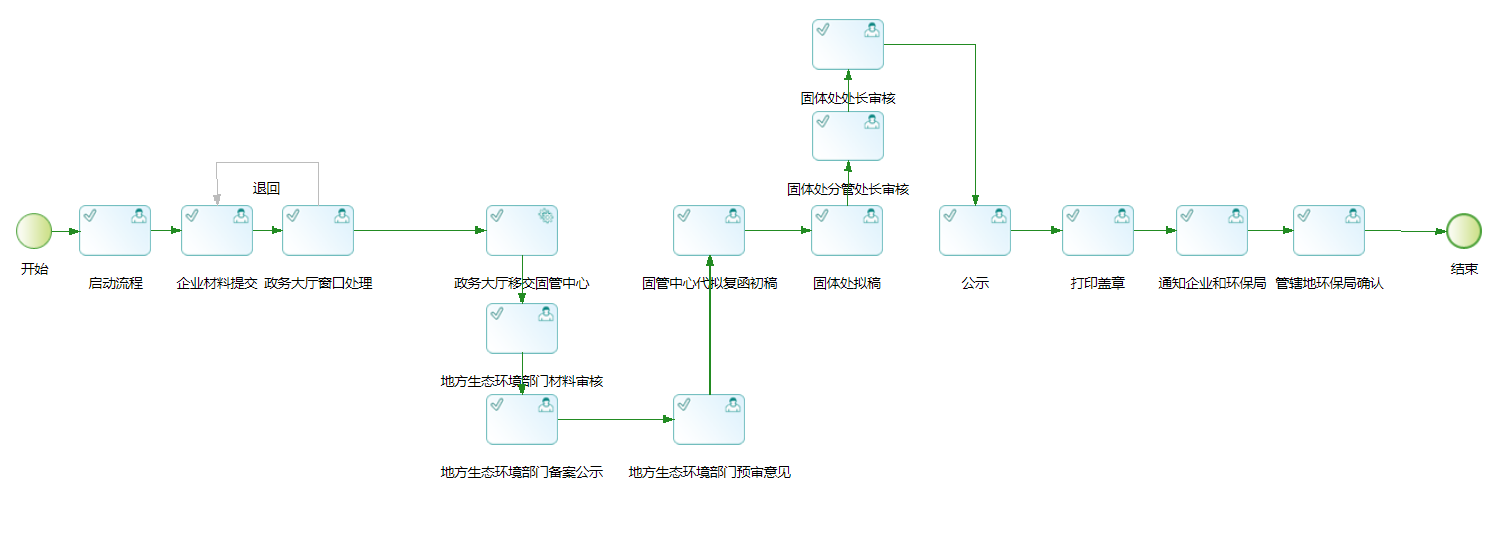 固体处处长审核
固体处分管处长审核
退回
开始
启动流程
企业材料提交
政务大厅窗口处理
政务大厅移交固管中心
固管中心代拟复函初稿
固体处拟稿
公示
打印盖章
通知企业和环保局
管辖地环保局确认
结束
地方生态环境部门材料审核
地方生态环境部门备案公示
地方生态环境部门预审意见